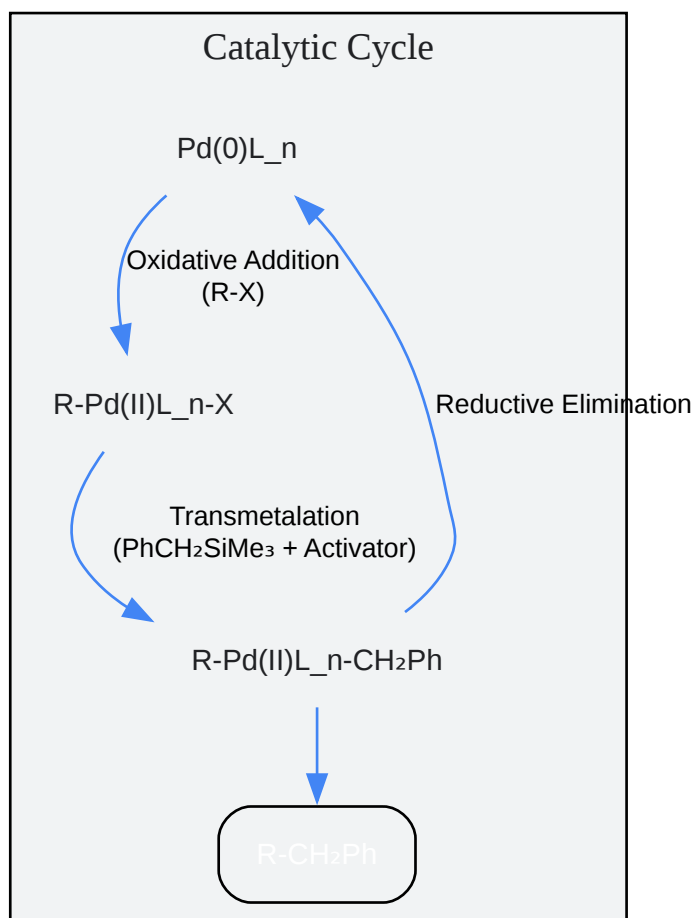 Catalytic Cycle
Pd(0)L_n
Oxidative Addition
(R-X)
R-Pd(II)L_n-X
Reductive Elimination
Transmetalation
(PhCH₂SiMe₃ + Activator)
R-Pd(II)L_n-CH₂Ph
R-CH₂Ph